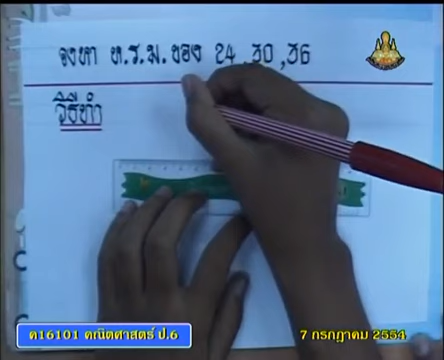 จงหา ห.ร.ม. ของ 24 , 30 , 36
วิธีทำ
ค16101 คณิตศาสตร์ ป.6
7 กรกฎาคม 2554